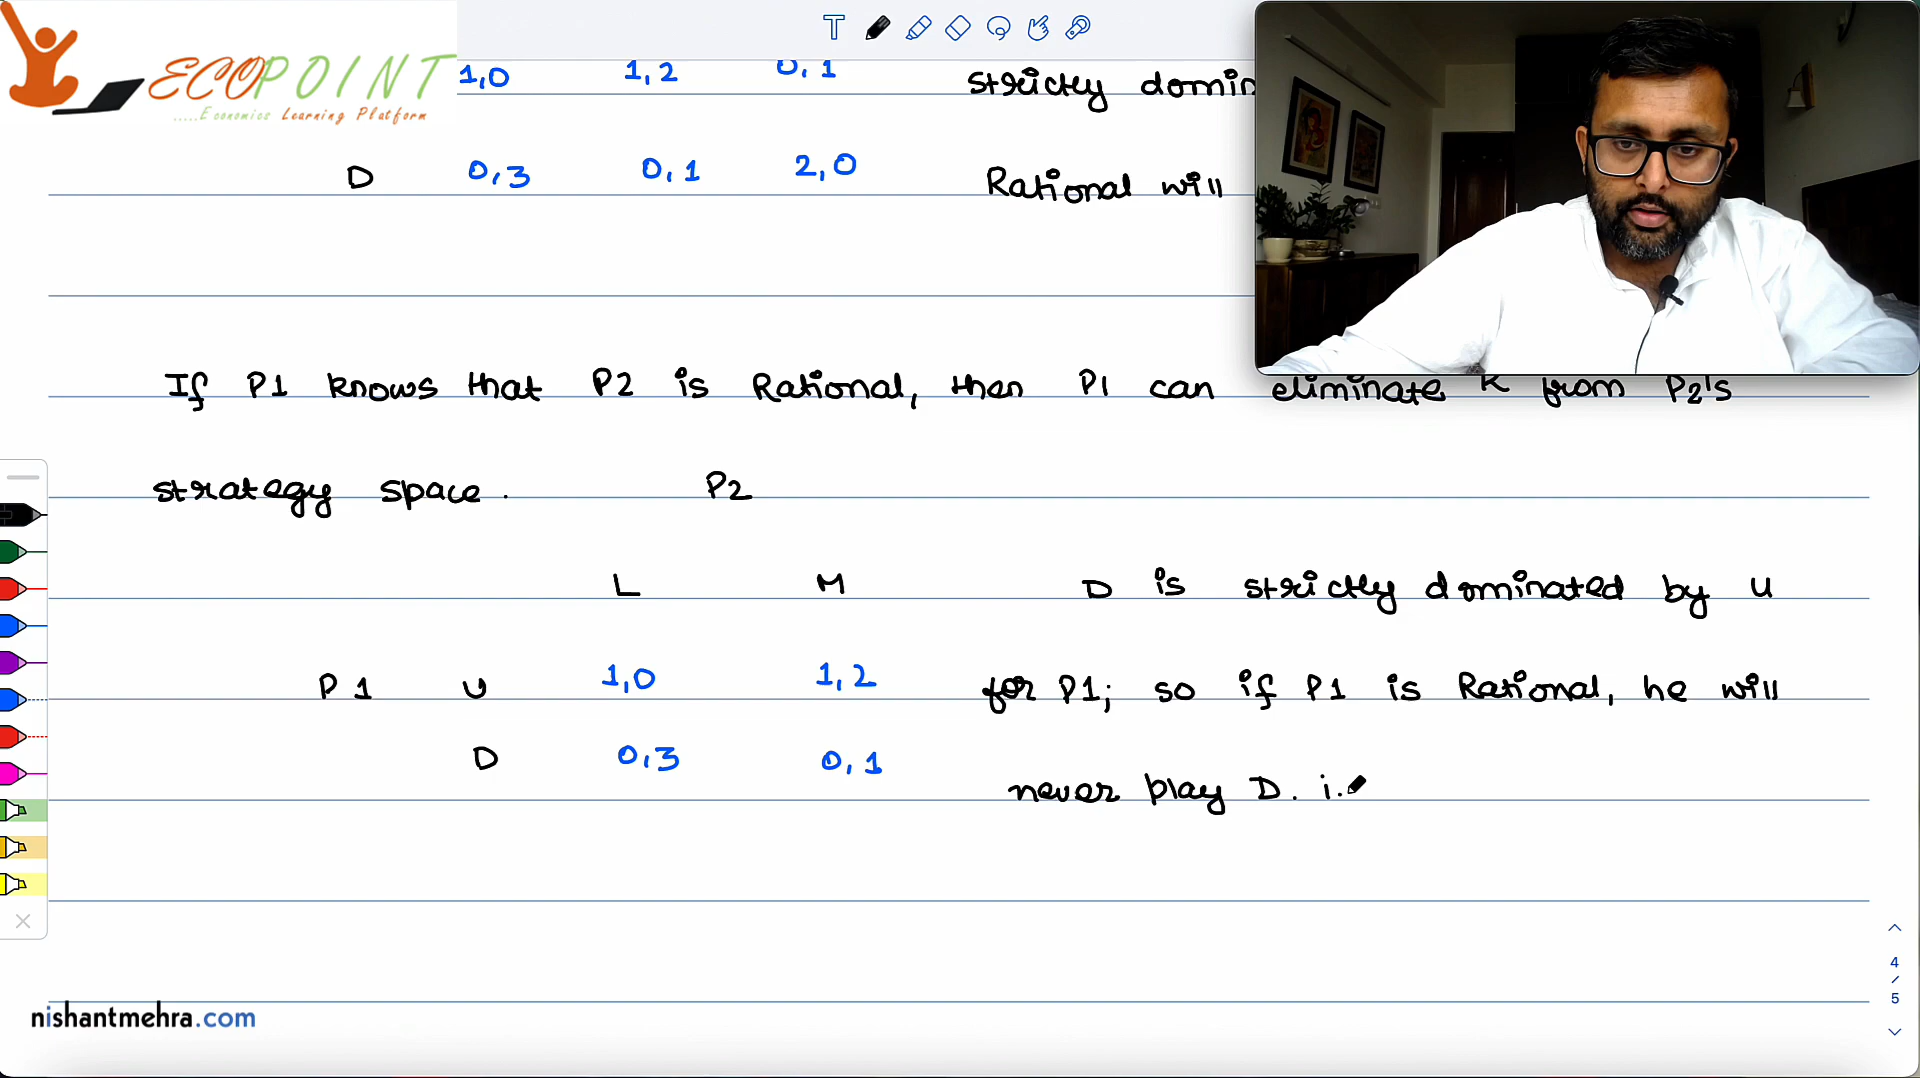 ECOPOINT
.....Economics Learning Platform
T
1,0 1,2 0,1 strictly
D 0,3 0,1 2,0 Rational will
If P1 knows that P2 is Rational, then P1 can eliminate from P2's
strategy space. P2
L M D is strictly dominated by U
P1 U 1,0 1,2 for P1; so if P1 is Rational, he will
D 0,3 0,1 never play D. i.
4
/
5
nishantmehra.com